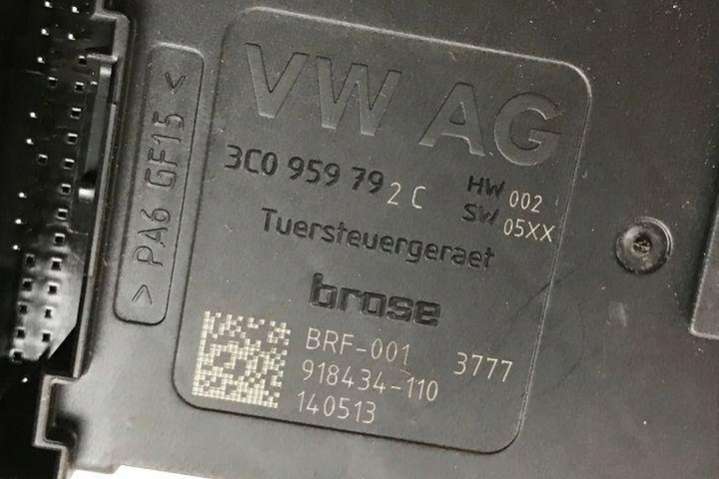 VW AG
3C0 959 79 2 C HW 002
SW 05XX
Tuersteuergeraet
brose
BRF-001 3777
918434-110
140513
> PA6 GF15 <